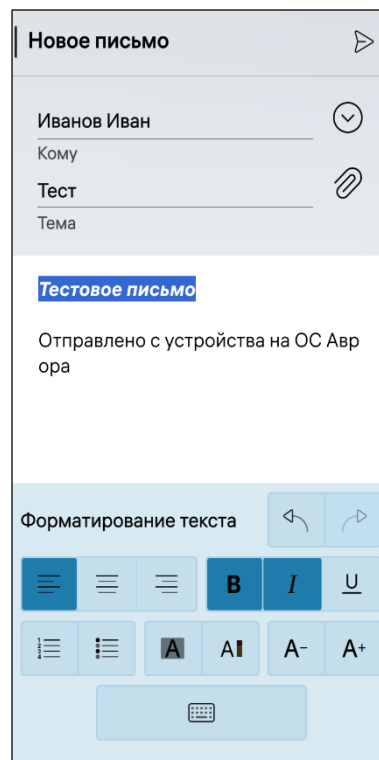 Новое письмо
Иванов Иван
Кому
Тест
Тема
Тестовое письмо
Отправлено с устройства на ОС Авр
ора
Форматирование текста
B I U
A A A- A+